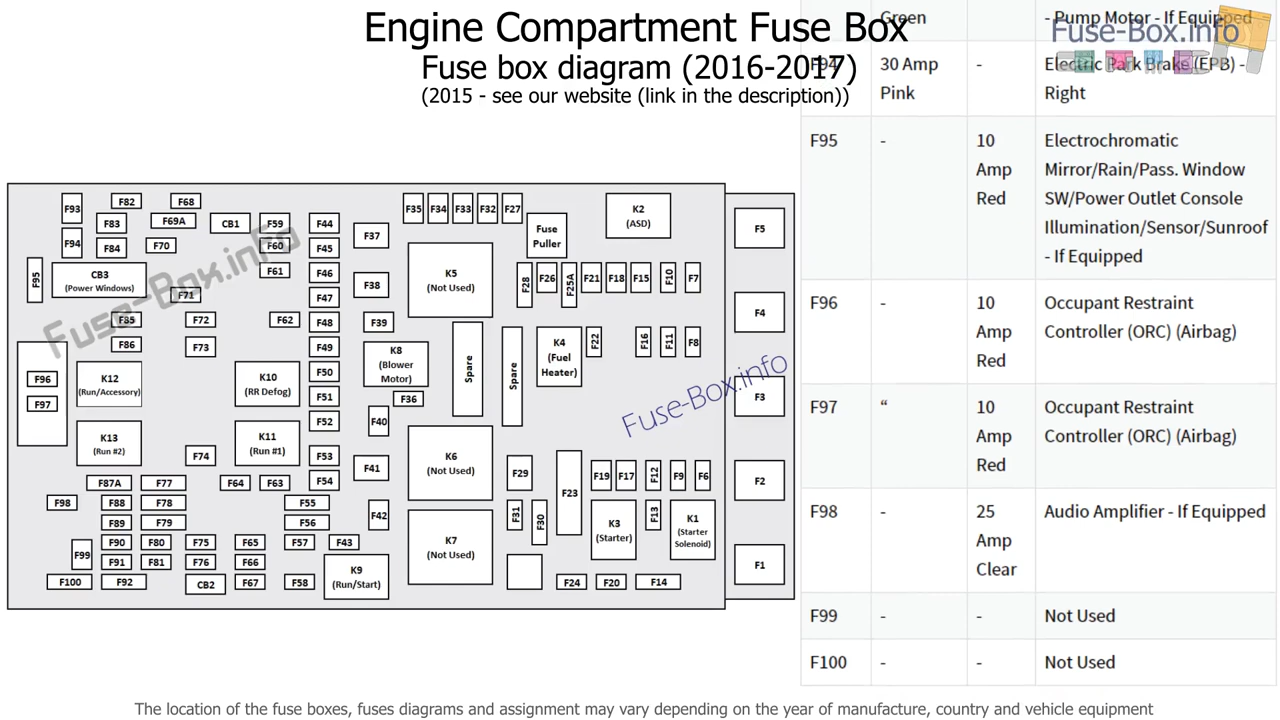 Engine Compartment Fuse Box
Fuse box diagram (2016-2017)
(2015 - see our website (link in the description))
Fuse-Box.info
F93
F82
F68
F83
F69A
CB1
F59
F44
F94
F84
F70
F60
F45
F95
CB3
(Power Windows)
F61
F46
F71
F47
F85
F72
F62
F48
F86
F73
F49
F96
F97
K12
(Run/Accessory)
K10
(RR Defog)
F50
F51
K13
(Run #2)
K11
(Run #1)
F52
F53
F74
F54
F87A
F77
F64
F63
F98
F88
F78
F55
F89
F79
F56
F90
F80
F75
F65
F57
F43
F99
F91
F81
F76
F66
F100
F92
CB2
F67
F58
K9
(Run/Start)
F37
F38
F39
K8
(Blower
Motor)
F36
F40
F41
F42
F35
F34
F33
F32
F27
Fuse
Puller
K2
(ASD)
K5
(Not Used)
F28
F26
F25A
F21
F18
F15
F10
F7
Spare
Spare
K4
(Fuel
Heater)
F22
F16
F11
F8
K6
(Not Used)
F29
F23
F19
F17
F12
F9
F6
F31
F30
K3
(Starter)
F13
K1
(Starter
Solenoid)
K7
(Not Used)
F24
F20
F14
F5
F4
F3
F2
F1
Fuse-Box.info
Fuse-Box.info
Green
- Pump Motor - If Equipped
F94
30 Amp
-
Electric Park Brake (EPB) -
Pink
Right
F95
-
10
Electrochromatic
Amp
Mirror/Rain/Pass. Window
Red
SW/Power Outlet Console
Illumination/Sensor/Sunroof
- If Equipped
F96
-
10
Occupant Restraint
Amp
Controller (ORC) (Airbag)
Red
F97
“
10
Occupant Restraint
Amp
Controller (ORC) (Airbag)
Red
F98
-
25
Audio Amplifier - If Equipped
Amp
Clear
F99
-
-
Not Used
F100
-
-
Not Used
The location of the fuse boxes, fuses diagrams and assignment may vary depending on the year of manufacture, country and vehicle equipment